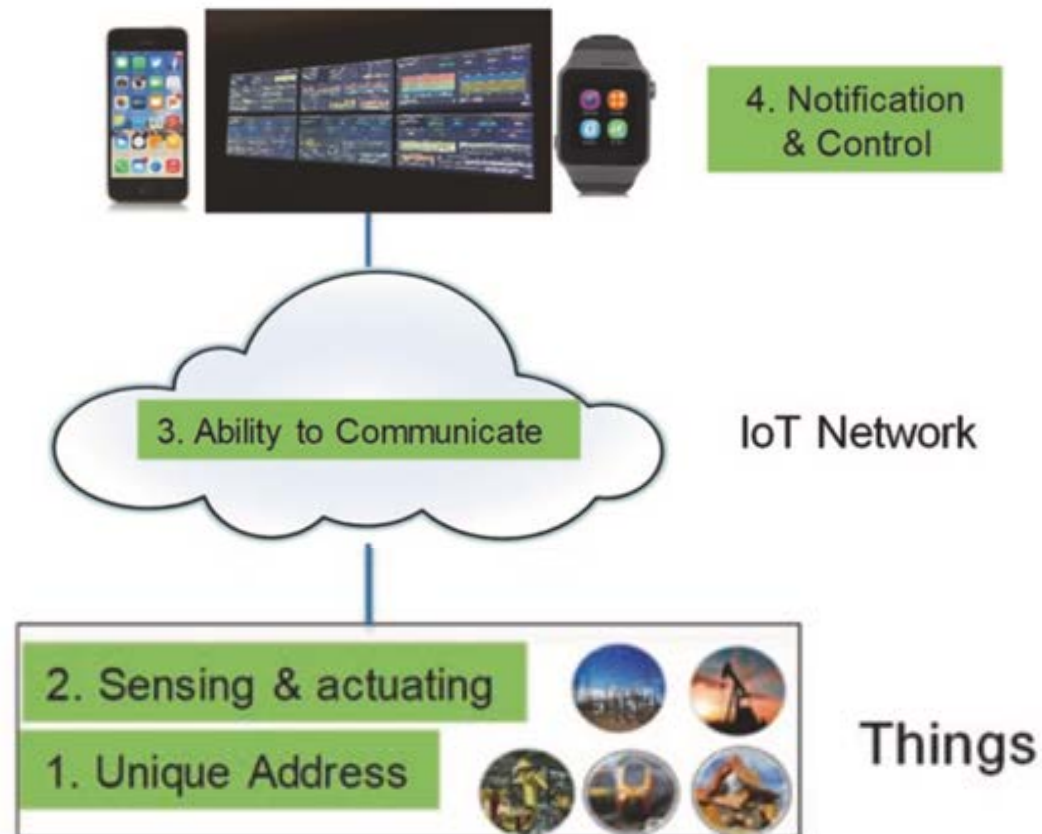 4. Notification
& Control
3. Ability to Communicate
IoT Network
2. Sensing & actuating
1. Unique Address
Things